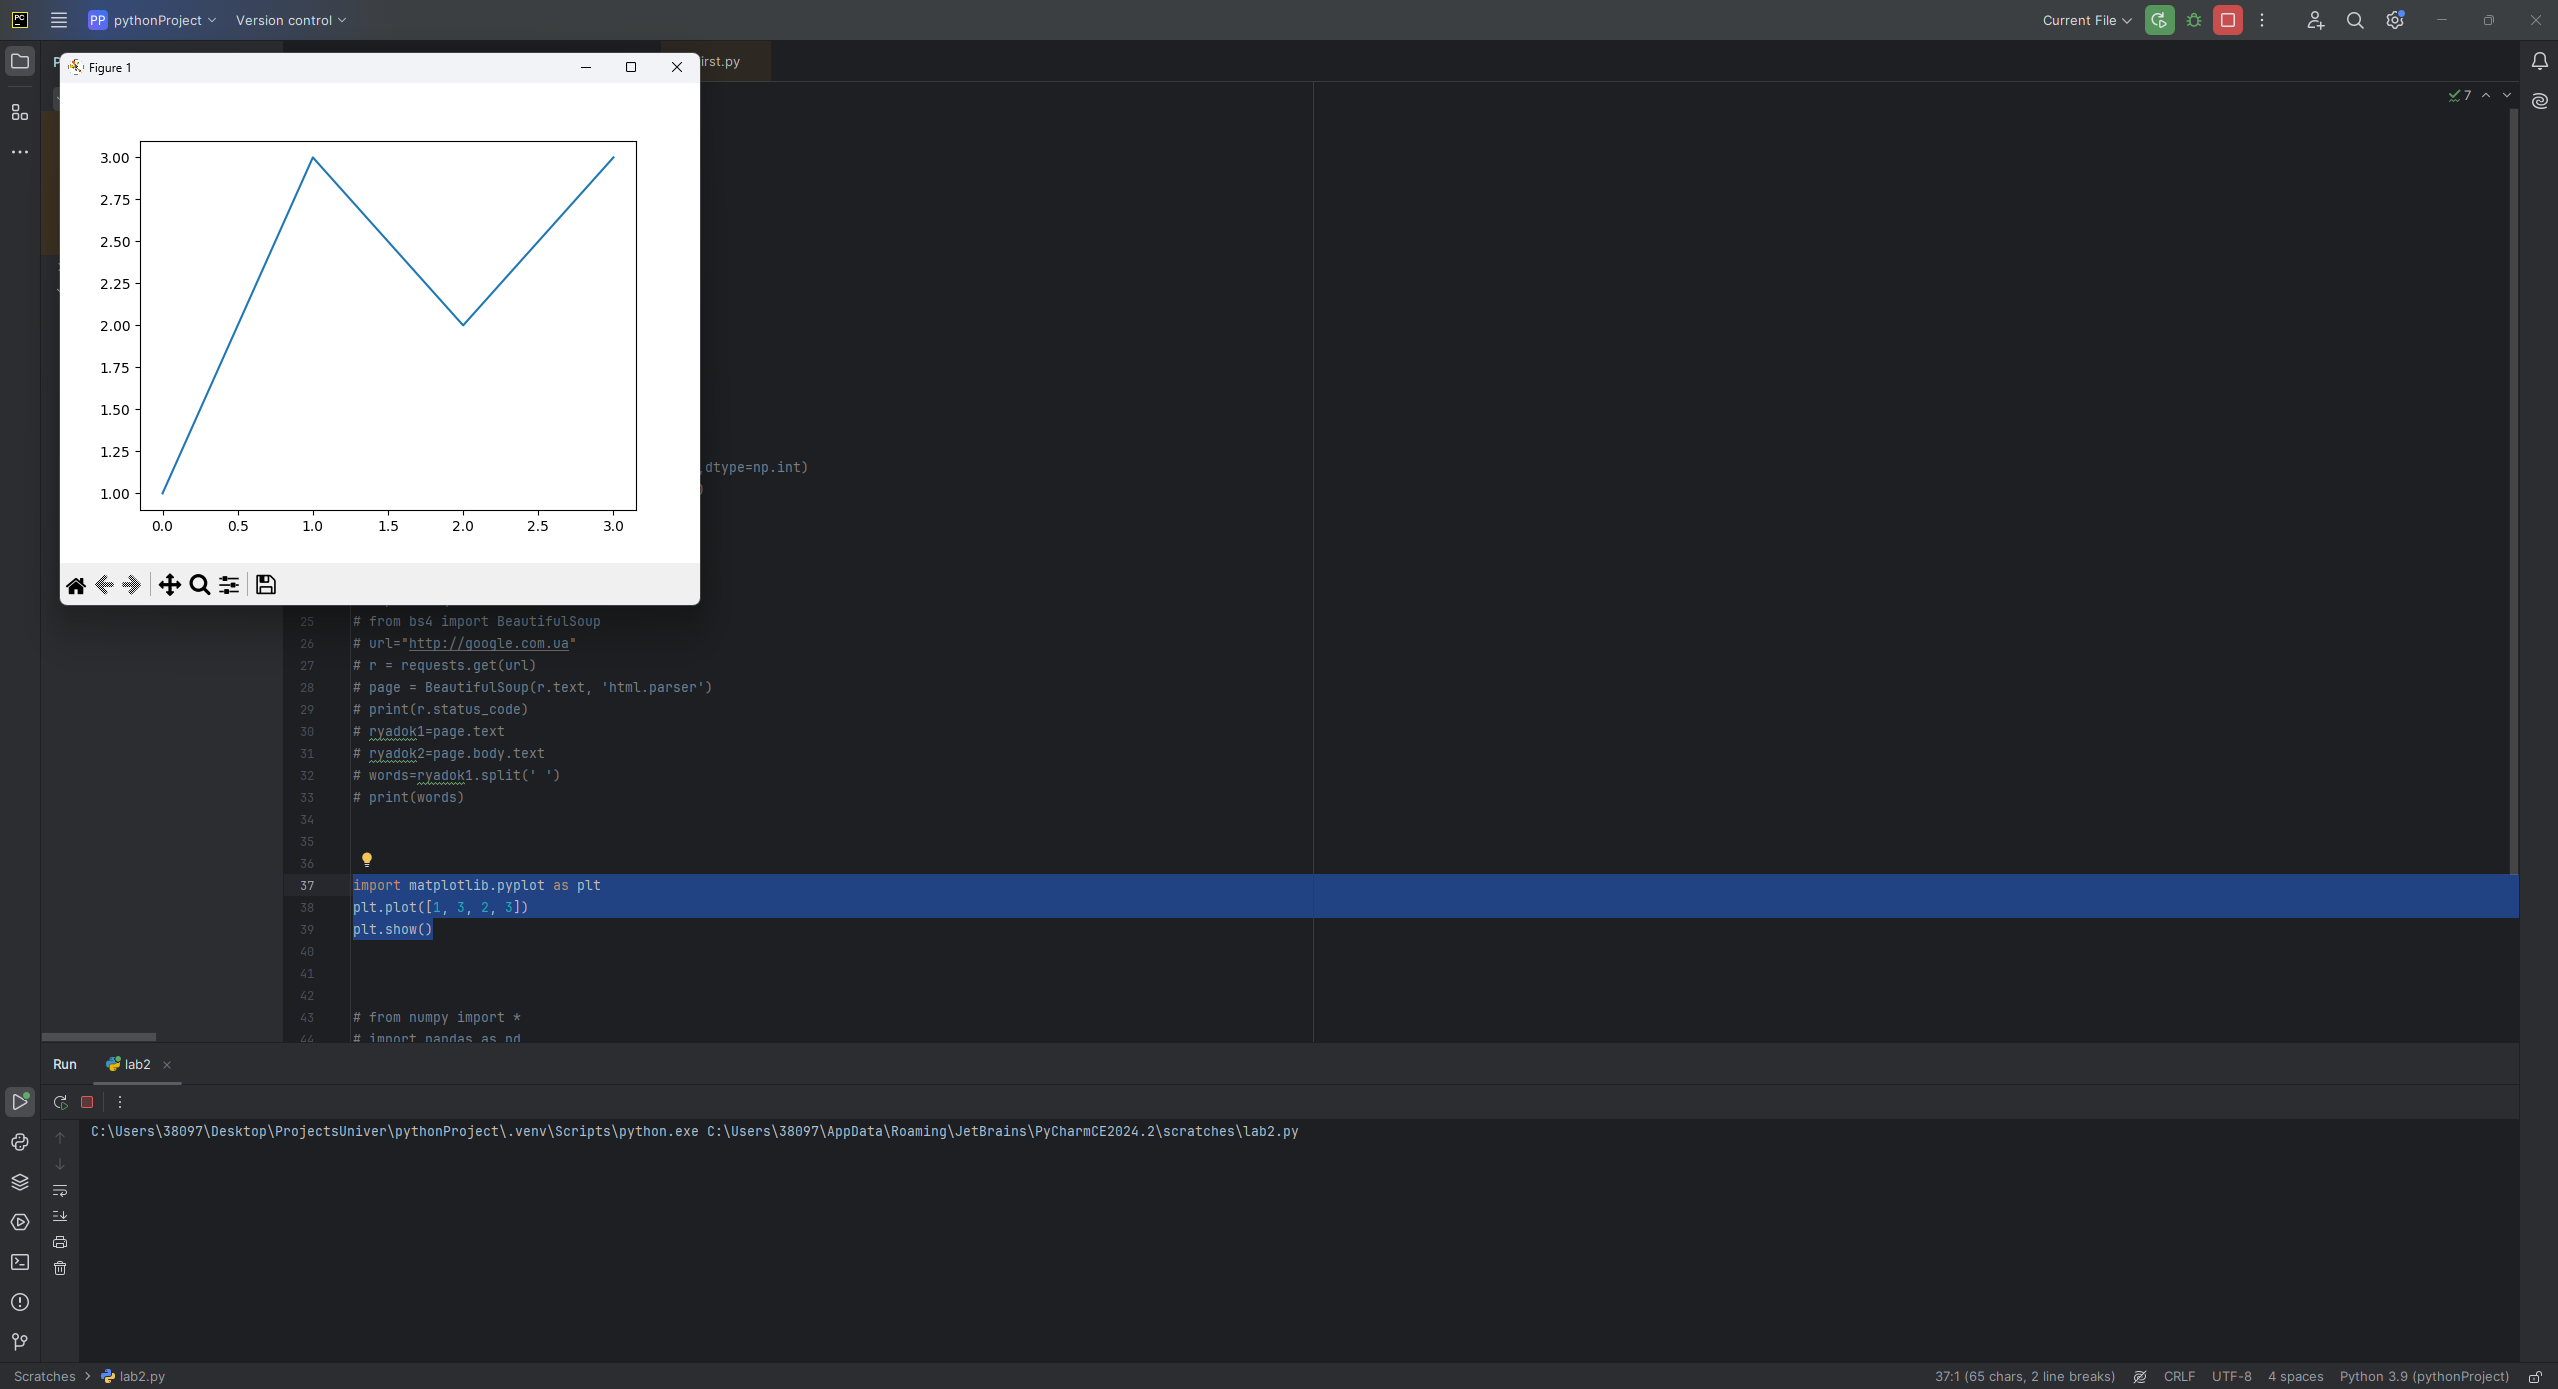 PC
PP pythonProject Version control Current File
Figure 1
irst.py
7
3.00
2.75
2.50
2.25
2.00
1.75
1.50
1.25
1.00
0.0 0.5 1.0 1.5 2.0 2.5 3.0
,dtype=np.int)
)
25 # from bs4 import BeautifulSoup
26 # url="http://google.com.ua"
27 # r = requests.get(url)
28 # page = BeautifulSoup(r.text, 'html.parser')
29 # print(r.status_code)
30 # ryadok1=page.text
31 # ryadok2=page.body.text
32 # words=ryadok1.split(' ')
33 # print(words)
34
35
36
37 import matplotlib.pyplot as plt
38 plt.plot([1, 3, 2, 3])
39 plt.show()
40
41
42
43 # from numpy import *
44 # import pandas as pd
Run lab2
C:\Users\38097\Desktop\ProjectsUniver\pythonProject\.venv\Scripts\python.exe C:\Users\38097\AppData\Roaming\JetBrains\PyCharmCE2024.2\scratches\lab2.py
Scratches lab2.py 37:1 (65 chars, 2 line breaks) CRLF UTF-8 4 spaces Python 3.9 (pythonProject)